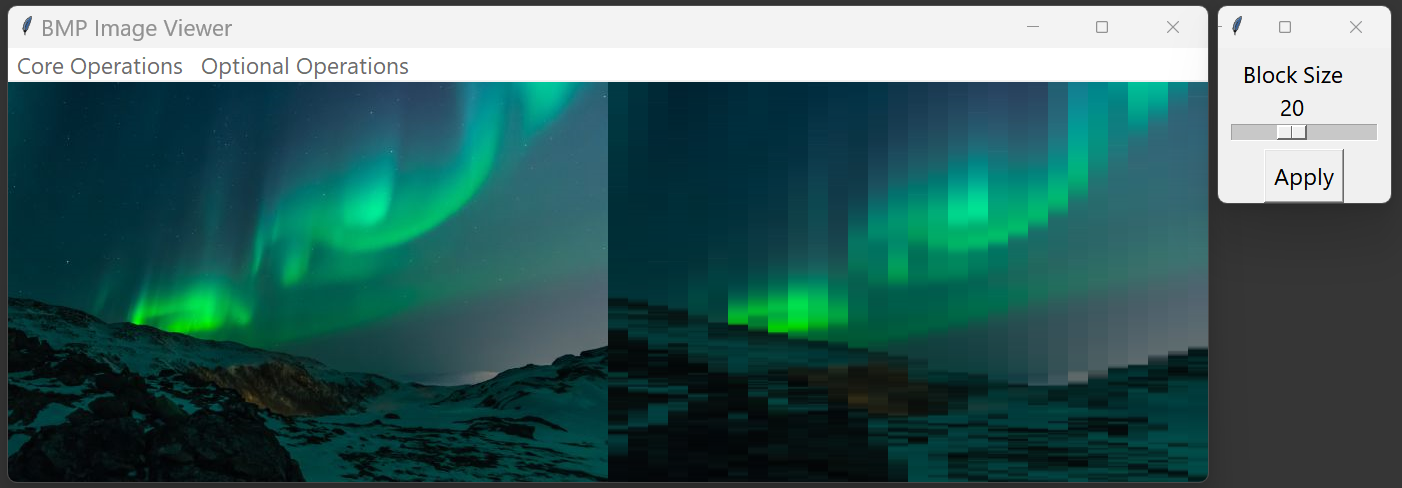 BMP Image Viewer
Core Operations Optional Operations
Block Size
20
Apply